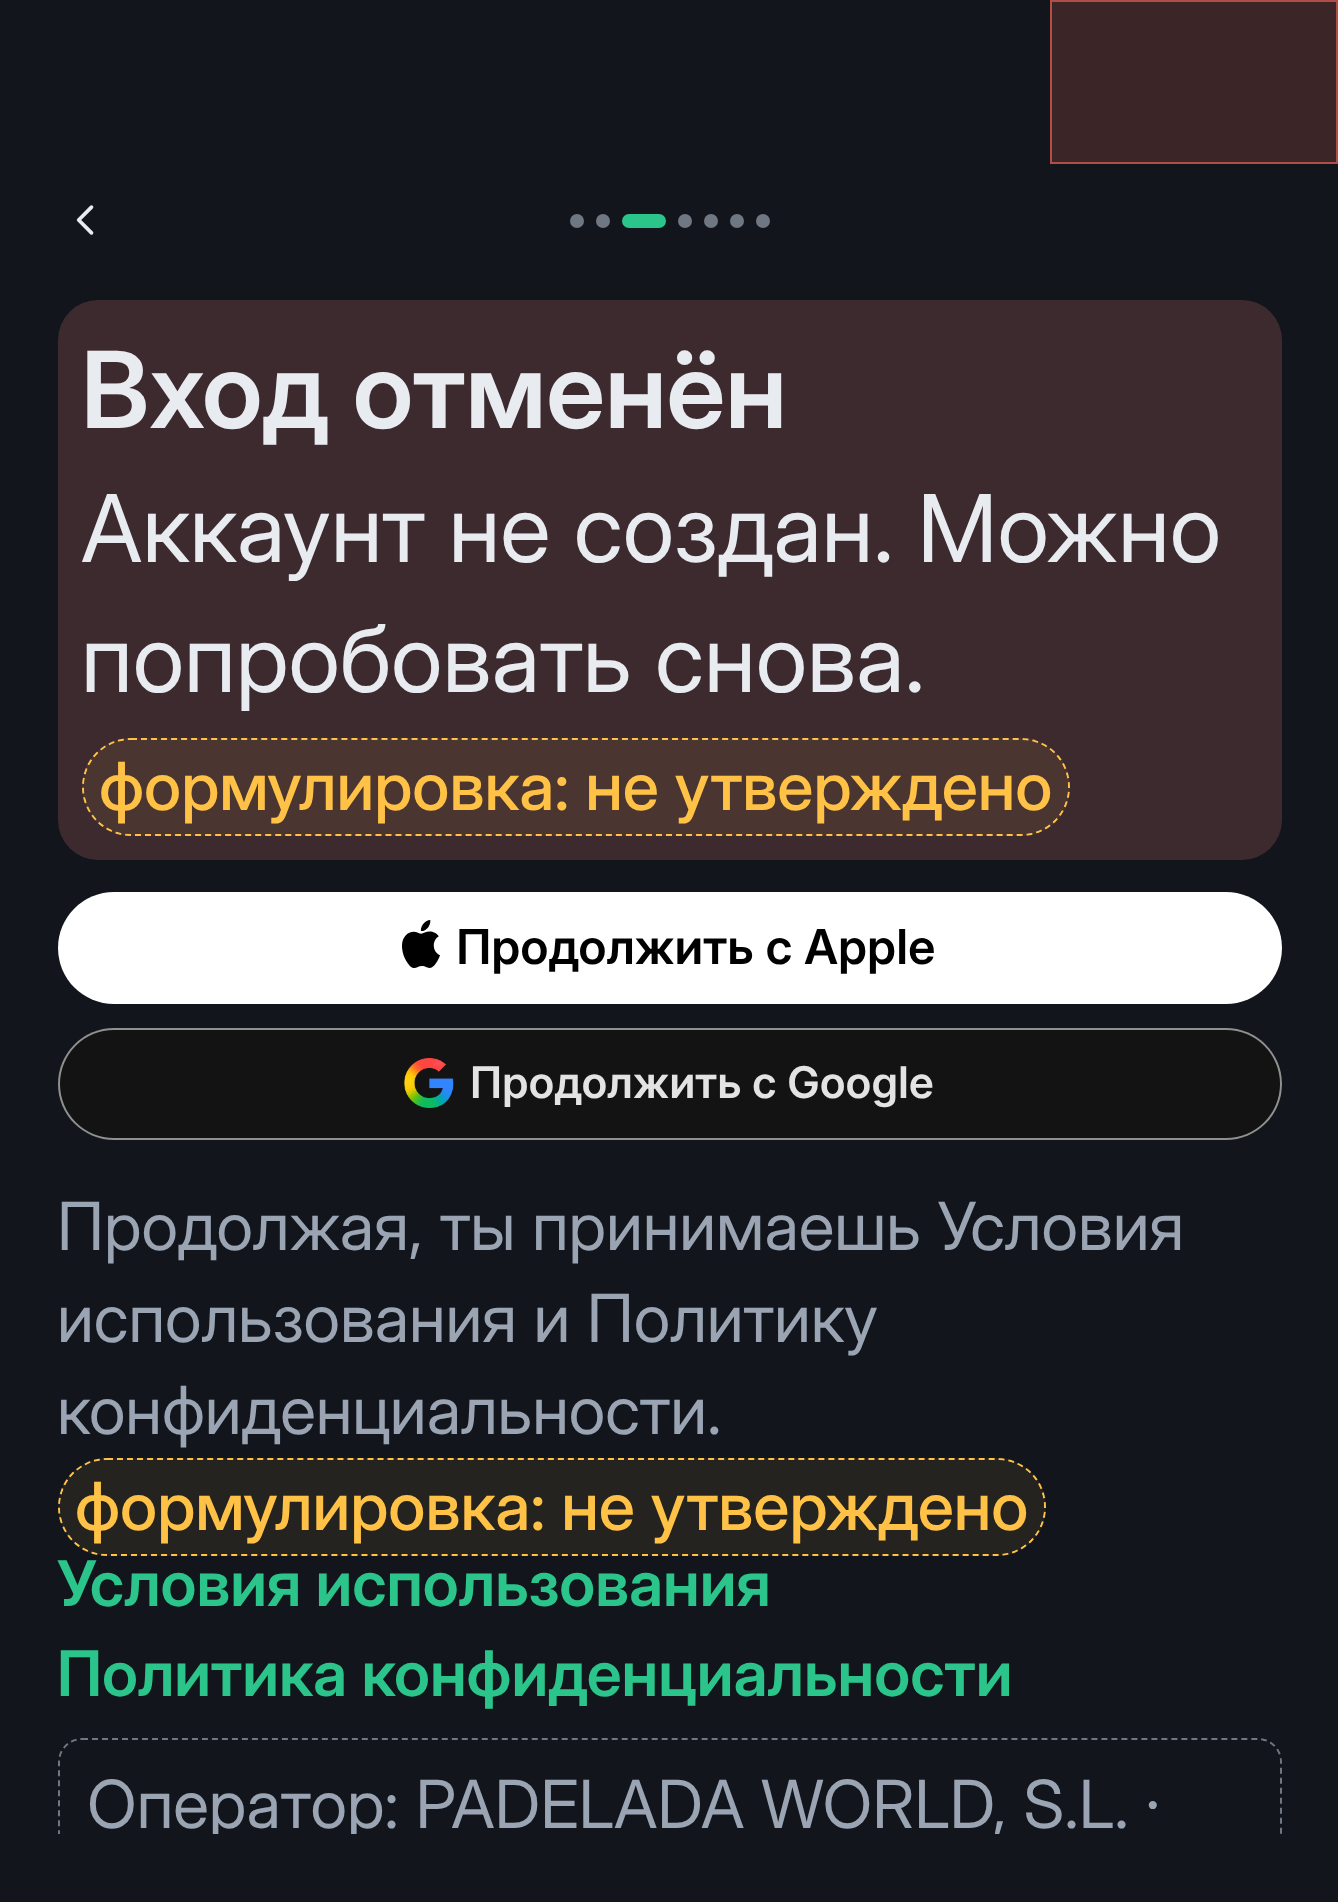 Вход отменён
Аккаунт не создан. Можно
попробовать снова.
формулировка: не утверждено
Продолжить с Apple
Продолжить с Google
Продолжая, ты принимаешь Условия
использования и Политику
конфиденциальности.
формулировка: не утверждено
Условия использования
Политика конфиденциальности
Оператор: PADELADA WORLD, S.L. ·